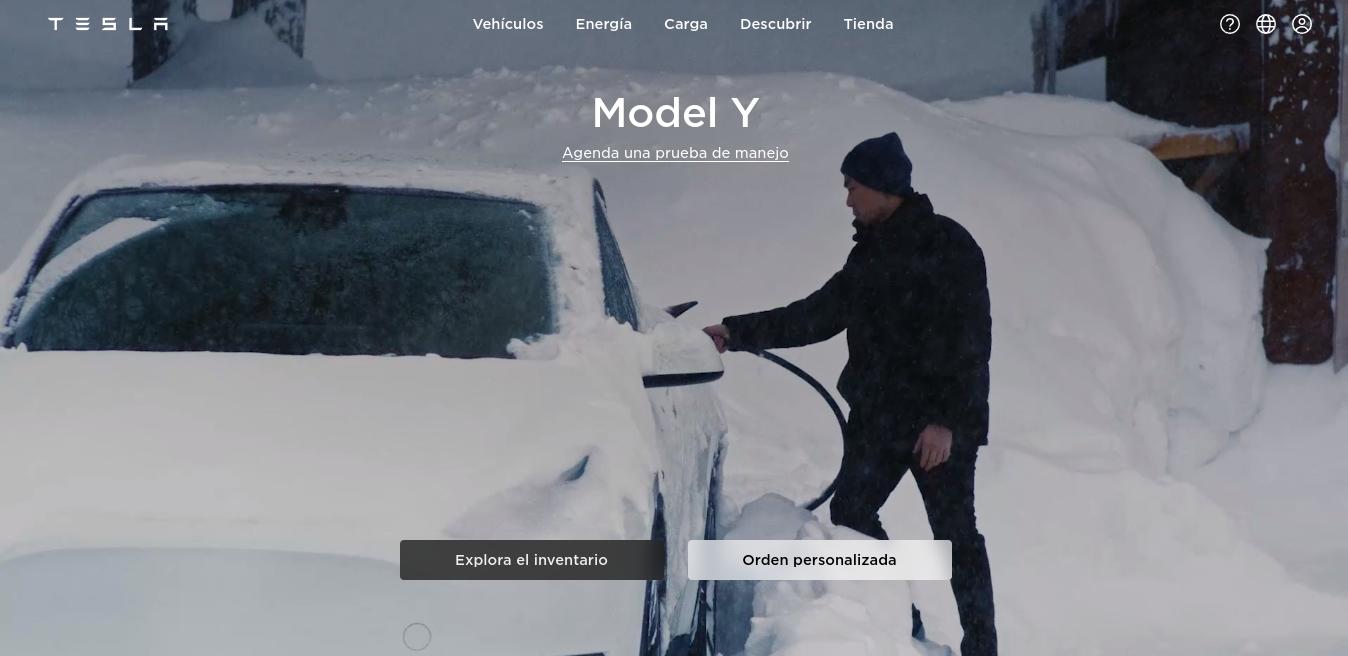 TESLA
Vehículos Energía Carga Descubrir Tienda
Model Y
Agenda una prueba de manejo
Explora el inventario
Orden personalizada